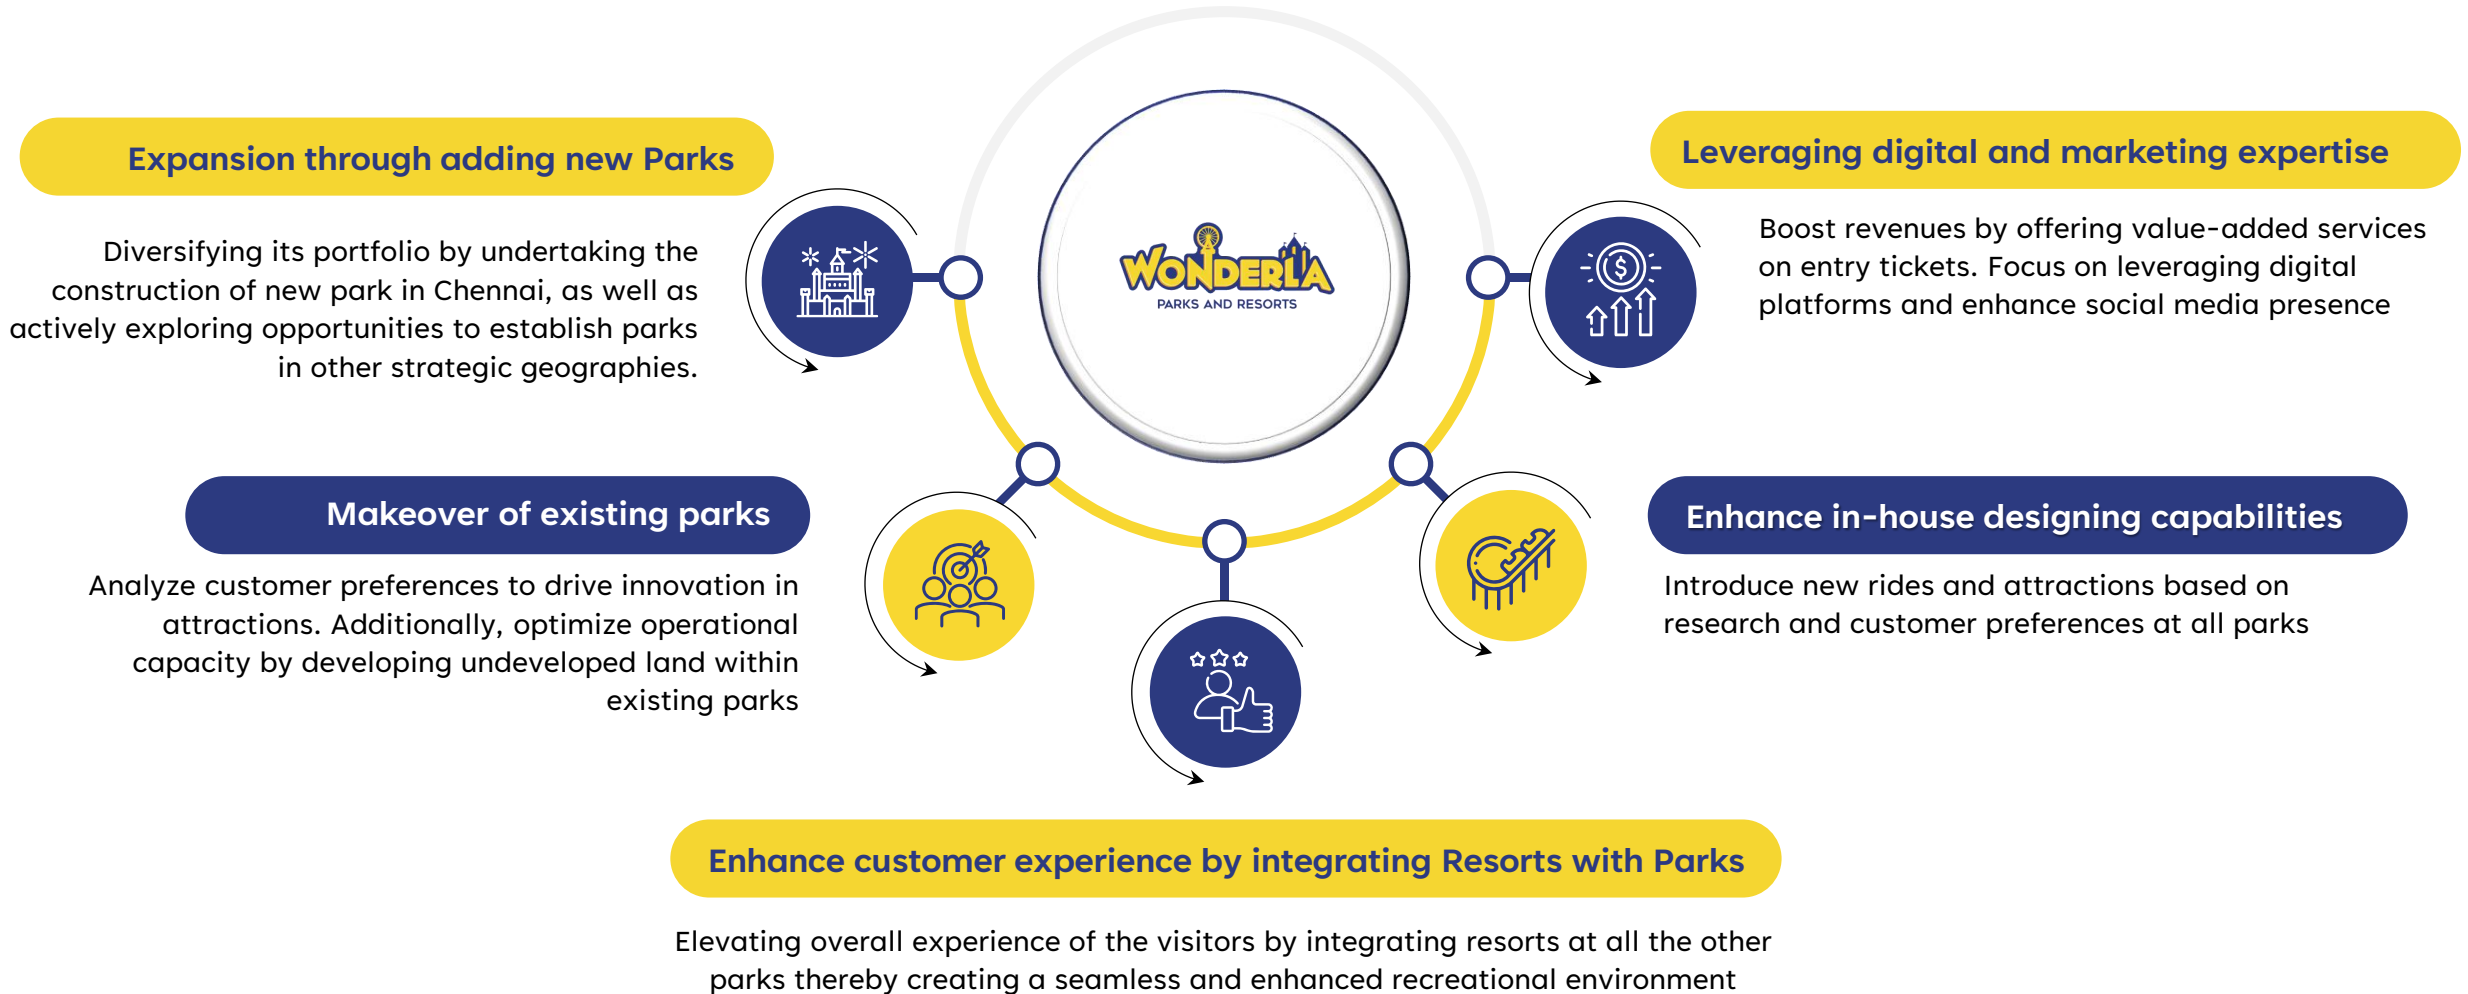 Expansion through adding new Parks
Diversifying its portfolio by undertaking the
construction of new park in Chennai, as well as
actively exploring opportunities to establish parks
in other strategic geographies.
Makeover of existing parks
Analyze customer preferences to drive innovation in
attractions. Additionally, optimize operational
capacity by developing undeveloped land within
existing parks
WONDERLA
PARKS AND RESORTS
Enhance customer experience by integrating Resorts with Parks
Elevating overall experience of the visitors by integrating resorts at all the other
parks thereby creating a seamless and enhanced recreational environment
Leveraging digital and marketing expertise
Boost revenues by offering value-added services
on entry tickets. Focus on leveraging digital
platforms and enhance social media presence
$
Enhance in-house designing capabilities
Introduce new rides and attractions based on
research and customer preferences at all parks